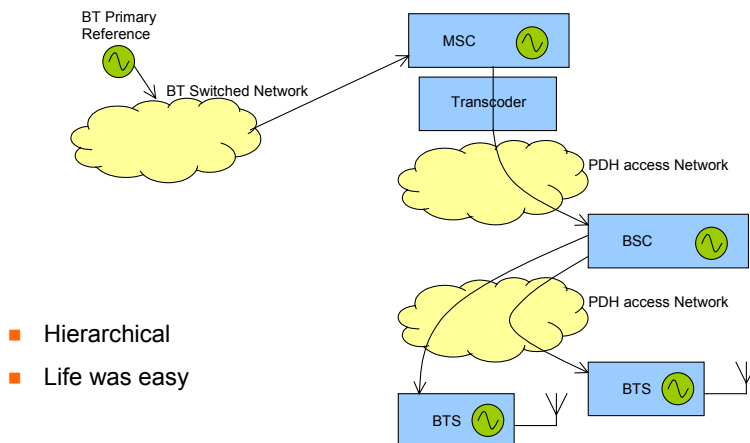 BT Primary
Reference
MSC
BT Switched Network
Transcoder
PDH access Network
BSC
PDH access Network
Hierarchical
Life was easy
BTS
BTS